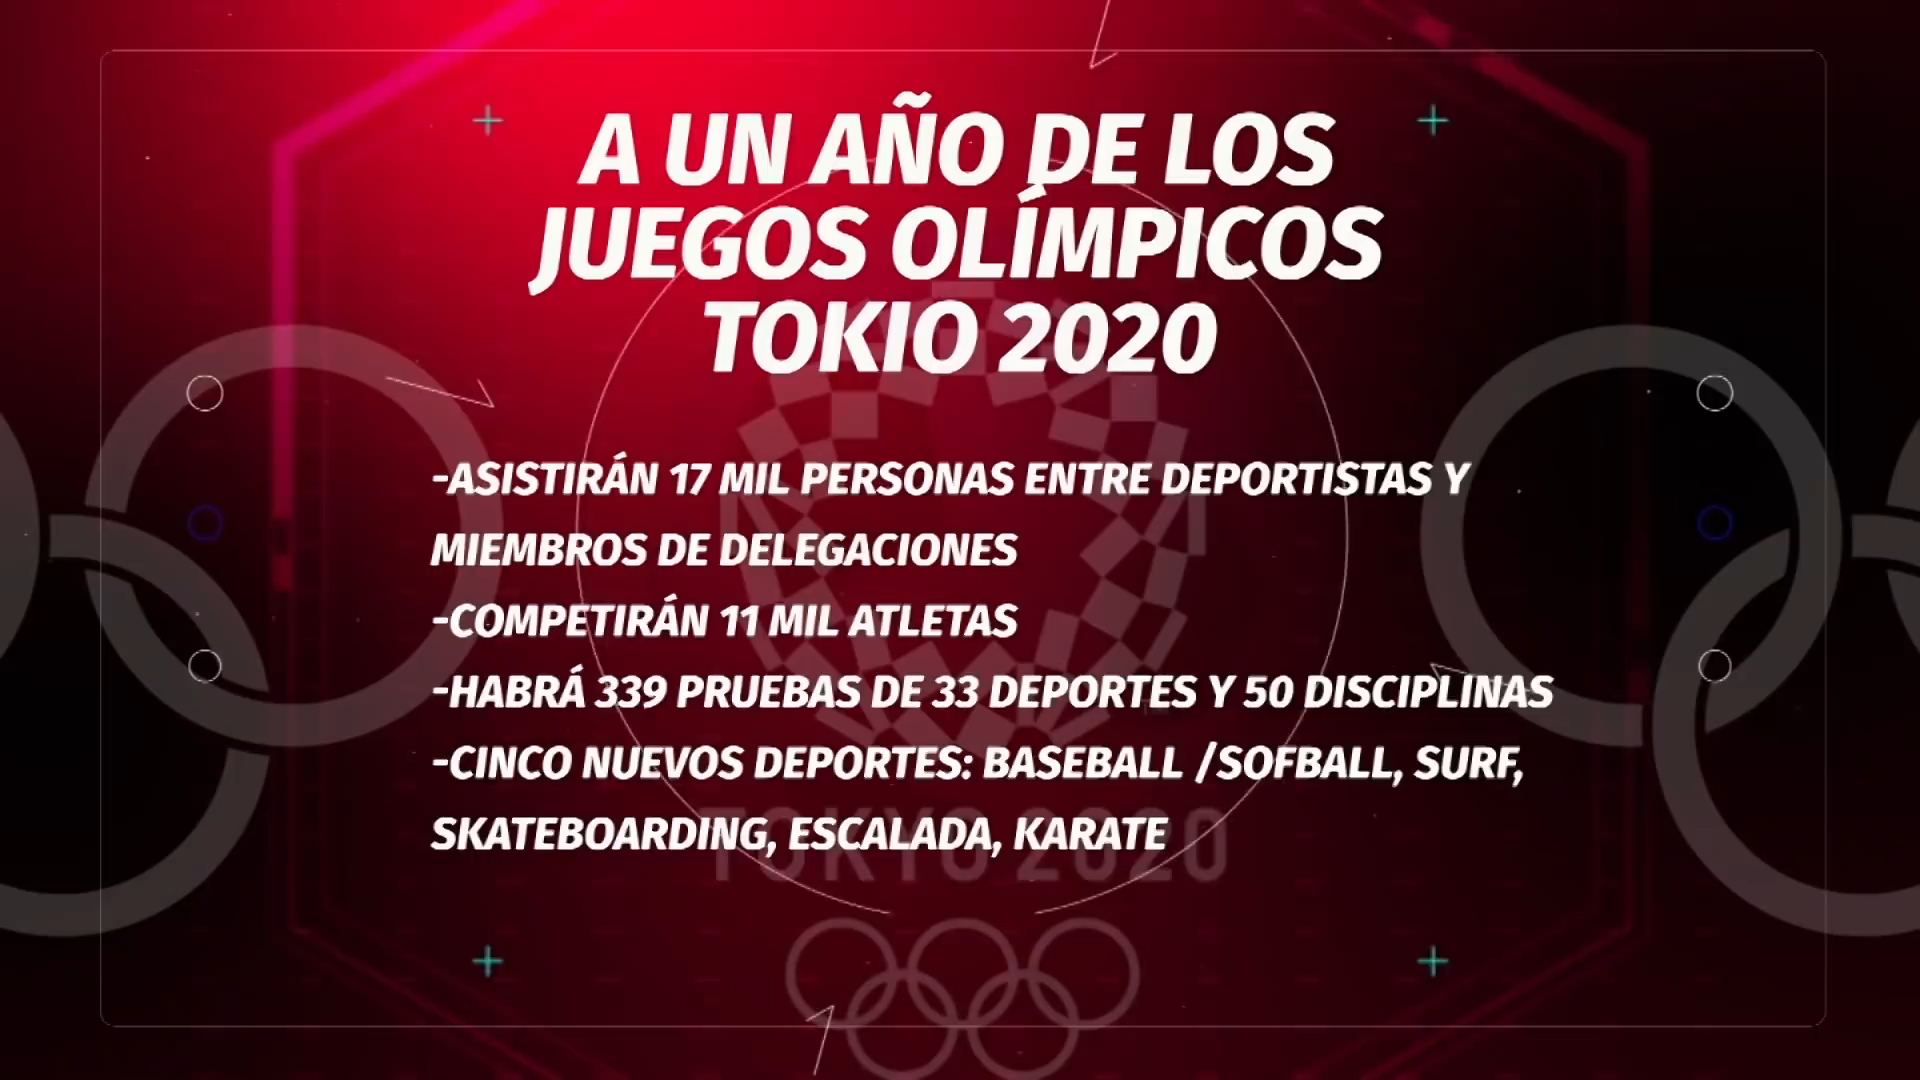 A UN AÑO DE LOS
JUEGOS OLÍMPICOS
TOKIO 2020
-ASISTIRÁN 17 MIL PERSONAS ENTRE DEPORTISTAS Y
MIEMBROS DE DELEGACIONES
-COMPETIRÁN 11 MIL ATLETAS
-HABRÁ 339 PRUEBAS DE 33 DEPORTES Y 50 DISCIPLINAS
-CINCO NUEVOS DEPORTES: BASEBALL /SOFBALL, SURF,
SKATEBOARDING, ESCALADA, KARATE
TOKYO 2020